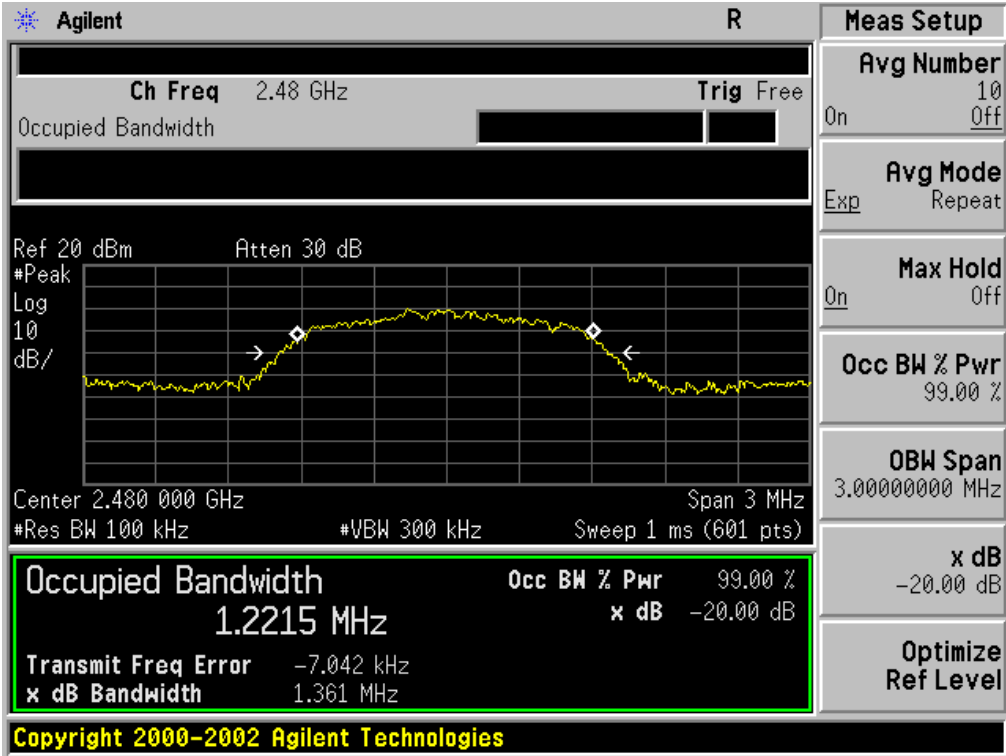 Agilent R Meas Setup
Ch Freq 2.48 GHz Trig Free
Occupied Bandwidth
Ref 20 dBm Atten 30 dB
#Peak
Log
10
dB/
Center 2.480 000 GHz Span 3 MHz
#Res BW 100 kHz #VBW 300 kHz Sweep 1 ms (601 pts)
Occupied Bandwidth Occ BW % Pwr 99.00 %
1.2215 MHz x dB -20.00 dB
Transmit Freq Error -7.042 kHz
x dB Bandwidth 1.361 MHz
Avg Number
10
On Off
Avg Mode
Exp Repeat
Max Hold
On Off
Occ BW % Pwr
99.00 %
OBW Span
3.00000000 MHz
x dB
-20.00 dB
Optimize
Ref Level
Copyright 2000-2002 Agilent Technologies